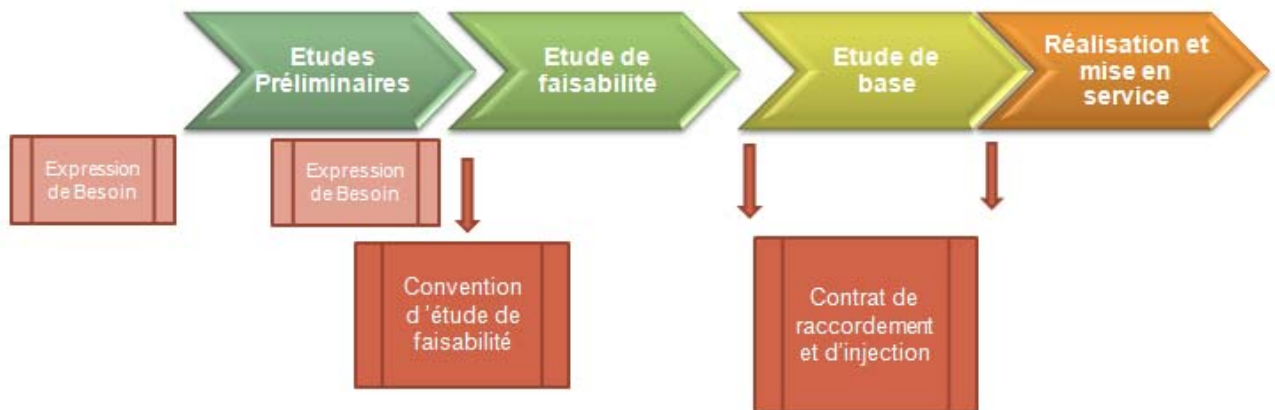 Etudes
Préliminaires
Etude de
faisabilité
Etude de
base
Réalisation et
mise en
service
Expression
de Besoin
Expression
de Besoin
Convention
d'étude de
faisabilité
Contrat de
raccordement
et d'injection